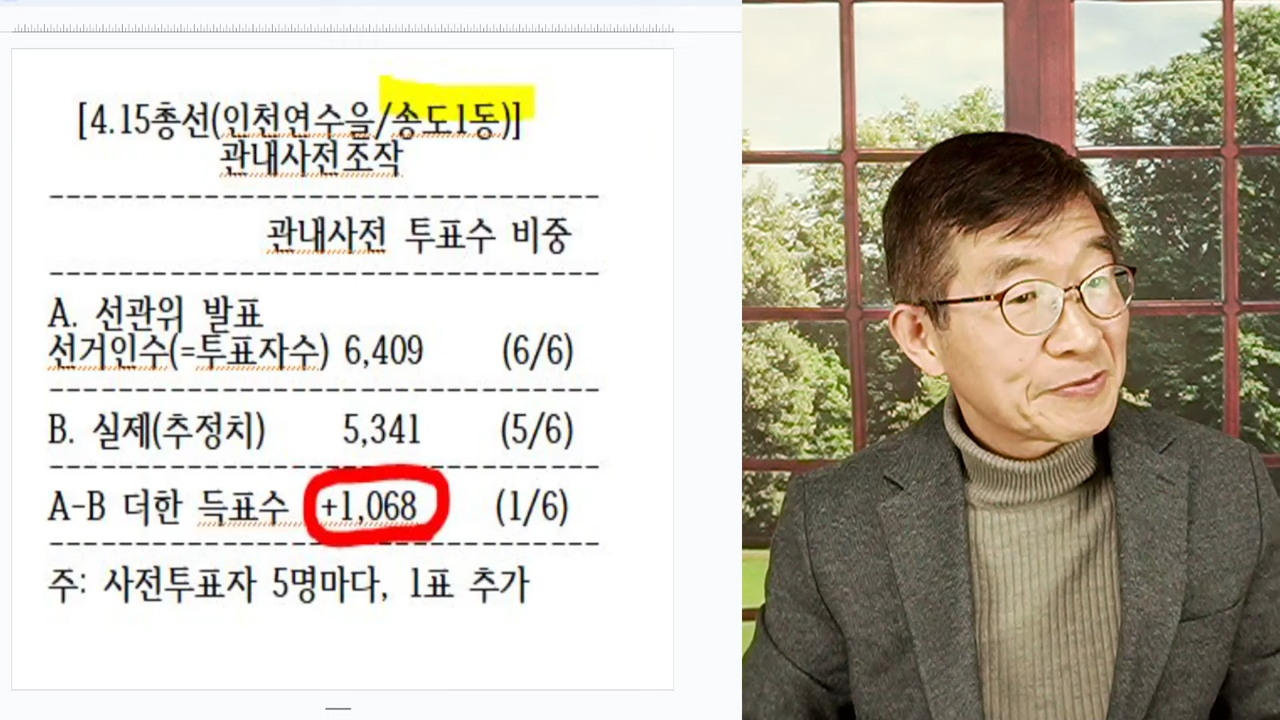 [4.15총선(인천연수을/송도1동)]
관내사전조작
관내사전 투표수 비중
A. 선관위 발표
선거인수(=투표자수) 6,409 (6/6)
B. 실제(추정치) 5,341 (5/6)
A-B 더한 득표수 +1,068 (1/6)
주: 사전투표자 5명마다, 1표 추가